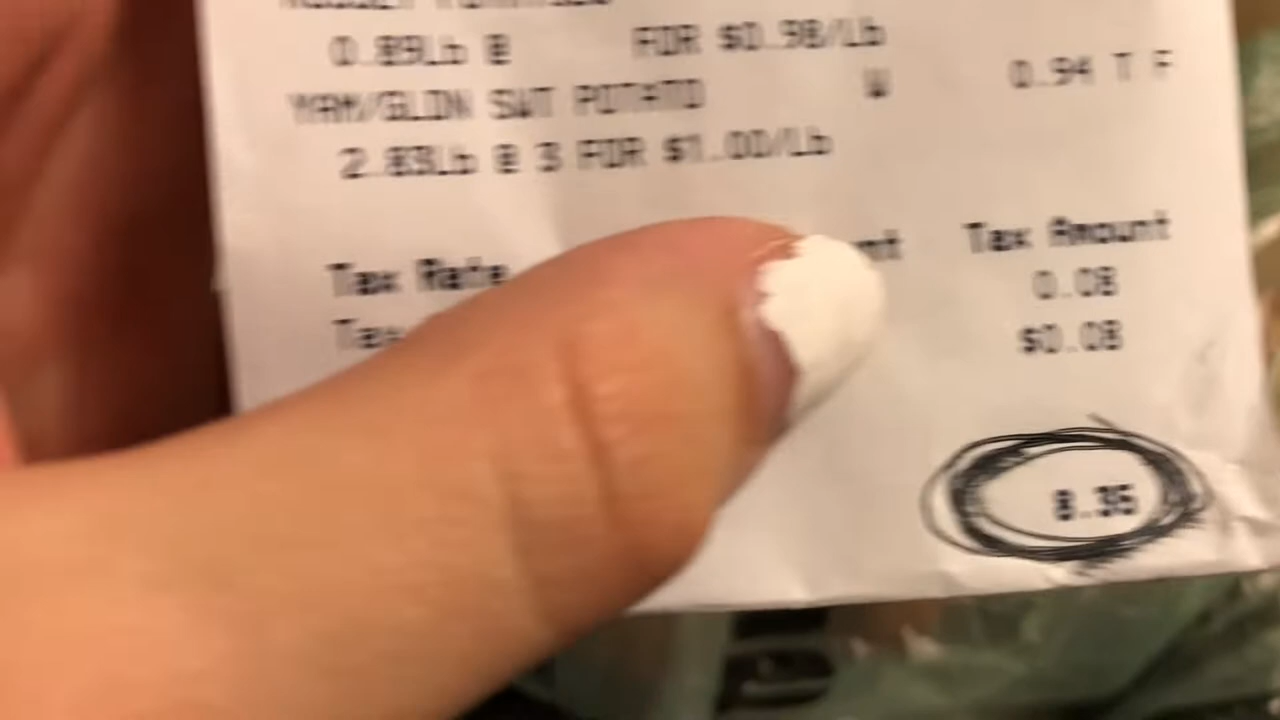 0.89Lb @ FOR $0.98/Lb
YAM/GLDN SWT POTATO W 0.94 T F
2.83Lb @ 3 FOR $1.00/Lb
Tax Rate Tax Amount
0.08
$0.08
8.35